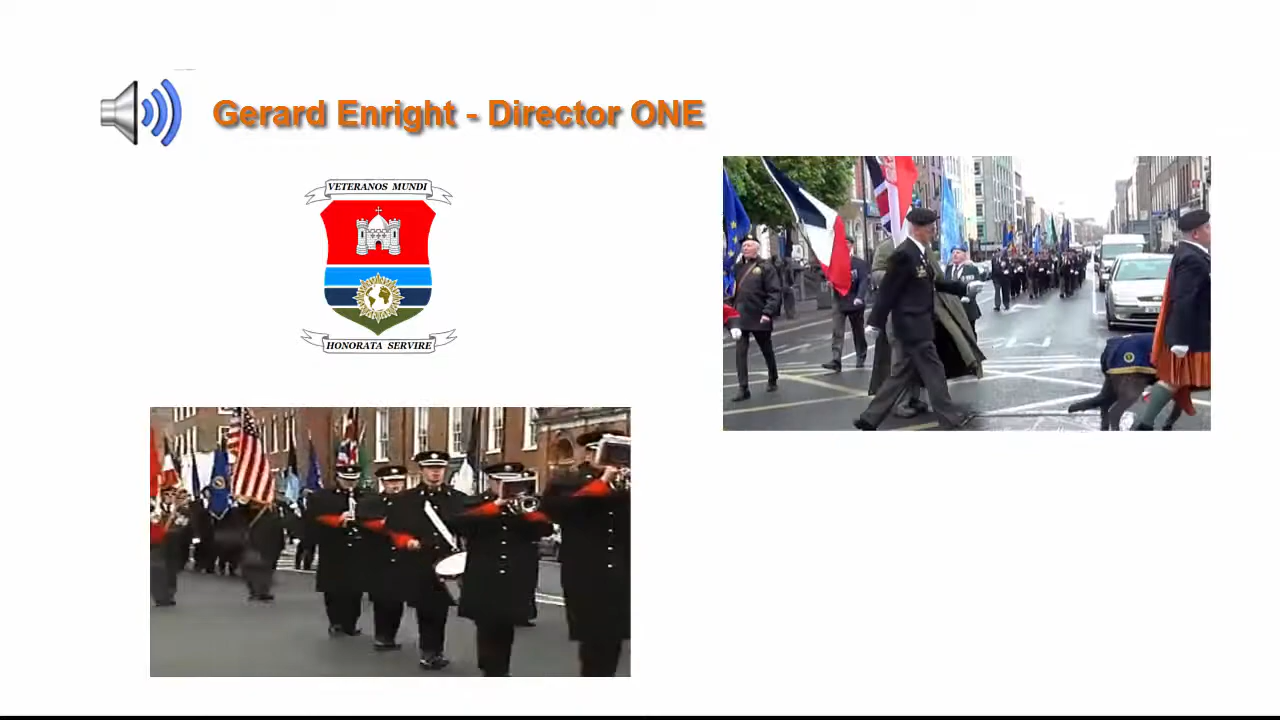 Gerard Enright - Director ONE
VETERANOS MUNDI
HONORATA SERVIRE